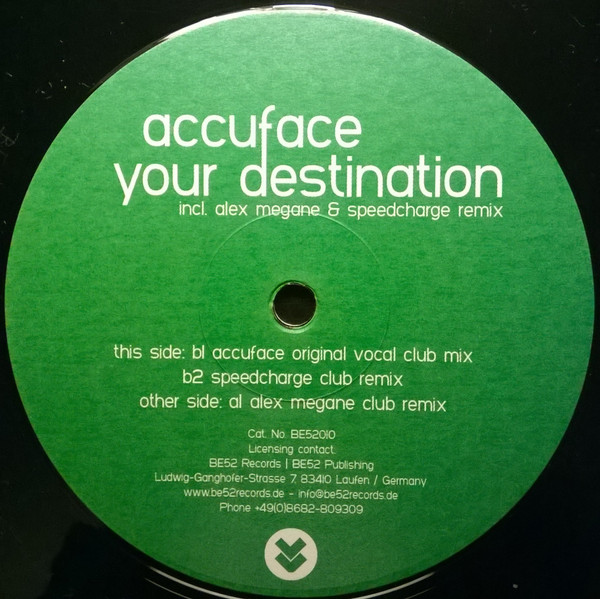 accuface
your destination
incl. alex megane & speedcharge remix
this side: b1 accuface original vocal club mix
b2 speedcharge club remix
other side: a1 alex megane club remix
Cat. No. BE52010
Licensing contact:
BE52 Records | BE52 Publishing
Ludwig-Ganghofer-Strasse 7, 83410 Laufen / Germany
www.be52records.de - info@be52records.de
Phone +49(0)8682-809309